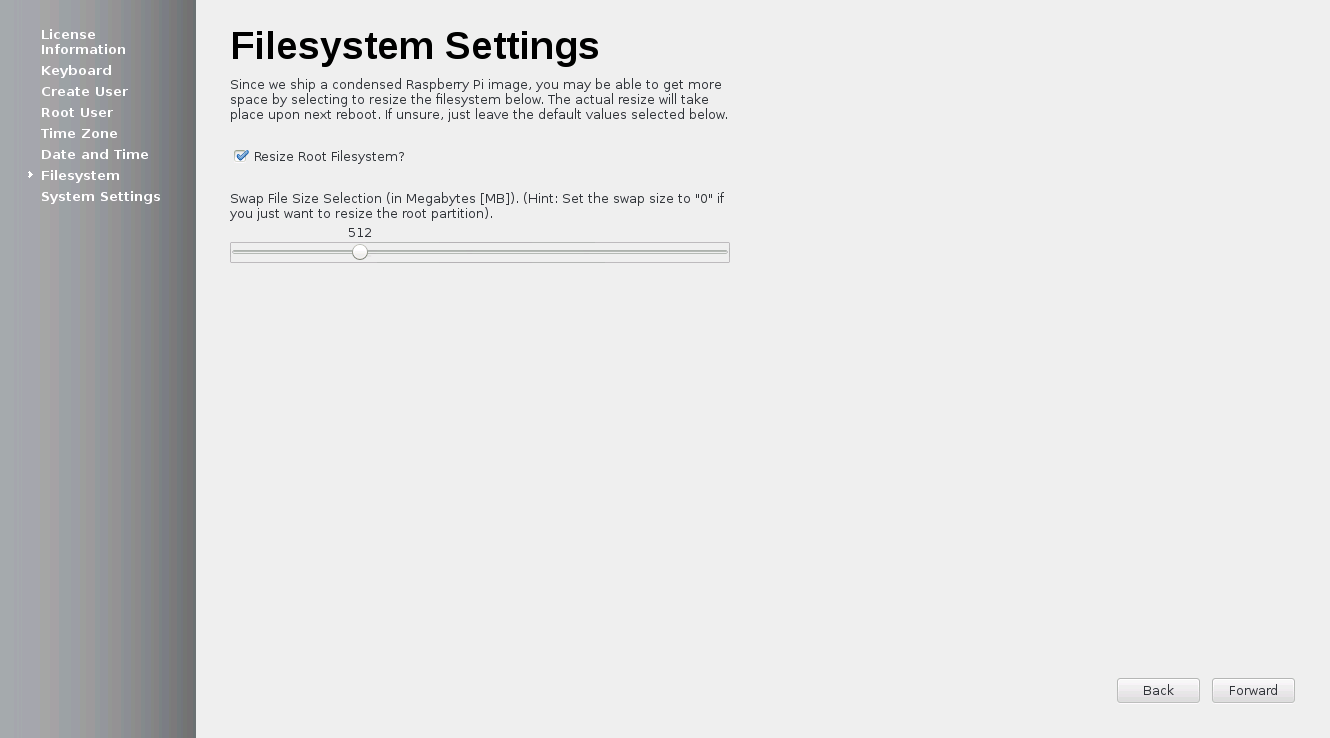 License
Information
Keyboard
Create User
Root User
Time Zone
Date and Time
Filesystem
System Settings
Filesystem Settings
Since we ship a condensed Raspberry Pi image, you may be able to get more
space by selecting to resize the filesystem below. The actual resize will take
place upon next reboot. If unsure, just leave the default values selected below.
Resize Root Filesystem?
Swap File Size Selection (in Megabytes [MB]). (Hint: Set the swap size to "0" if
you just want to resize the root partition).
512
Back
Forward